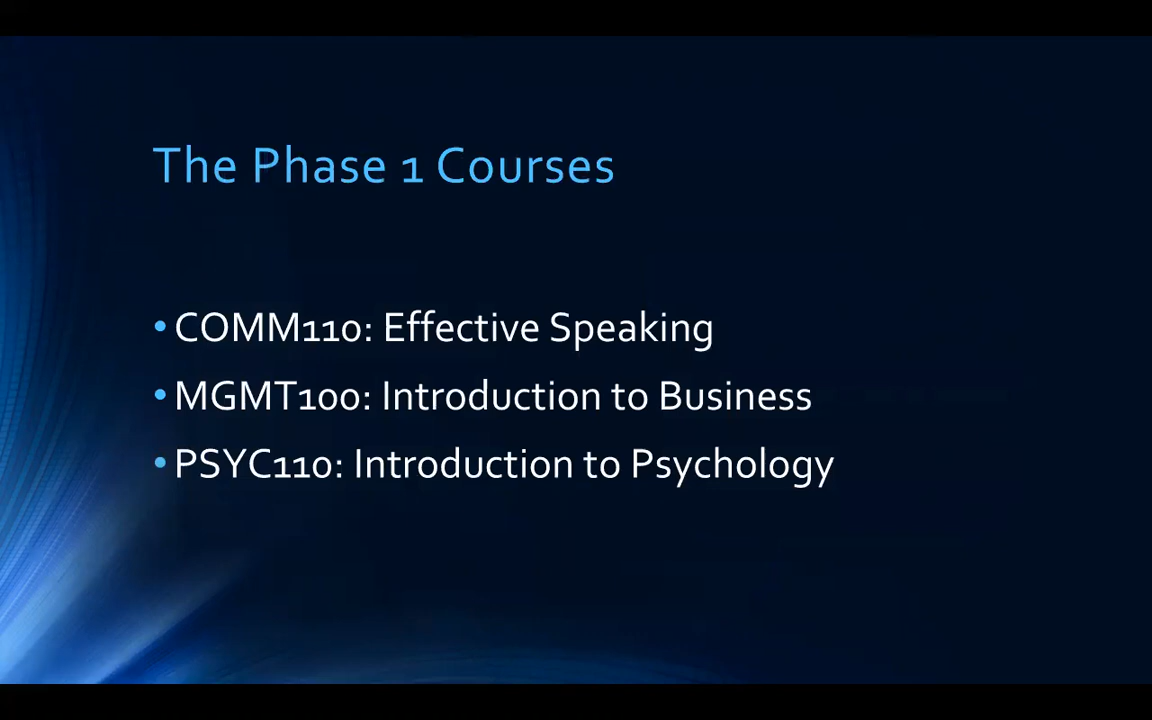 The Phase 1 Courses
• COMM110: Effective Speaking
• MGMT100: Introduction to Business
• PSYC110: Introduction to Psychology